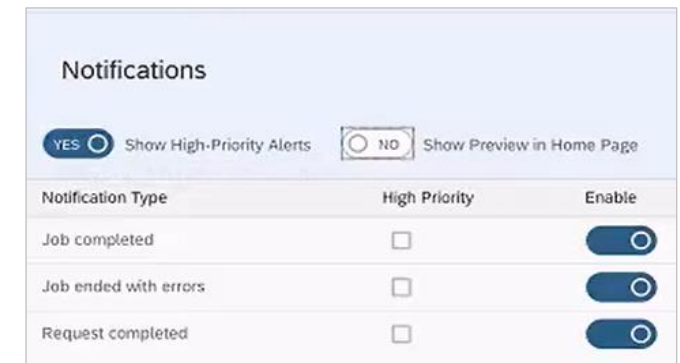 Notifications
YES Show High-Priority Alerts NO Show Preview in Home Page
Notification Type High Priority Enable
Job completed
Job ended with errors
Request completed